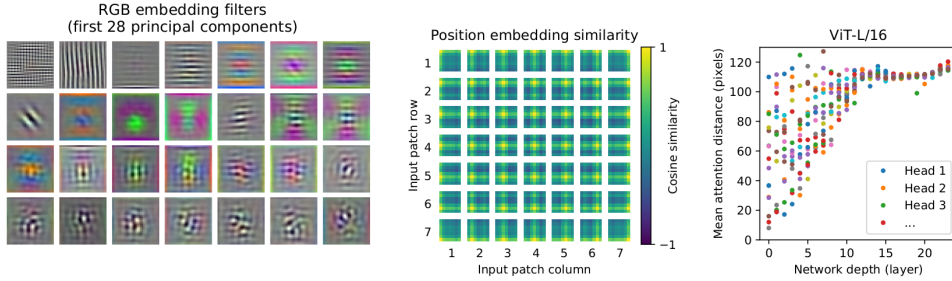 RGB embedding filters
(first 28 principal components)
Position embedding similarity
1
2
3
4
5
6
7
Input patch row
1 2 3 4 5 6 7
Input patch column
1
−1
Cosine similarity
ViT-L/16
Mean attention distance (pixels)
120
100
80
60
40
20
0
Head 1
Head 2
Head 3
...
0 5 10 15 20
Network depth (layer)